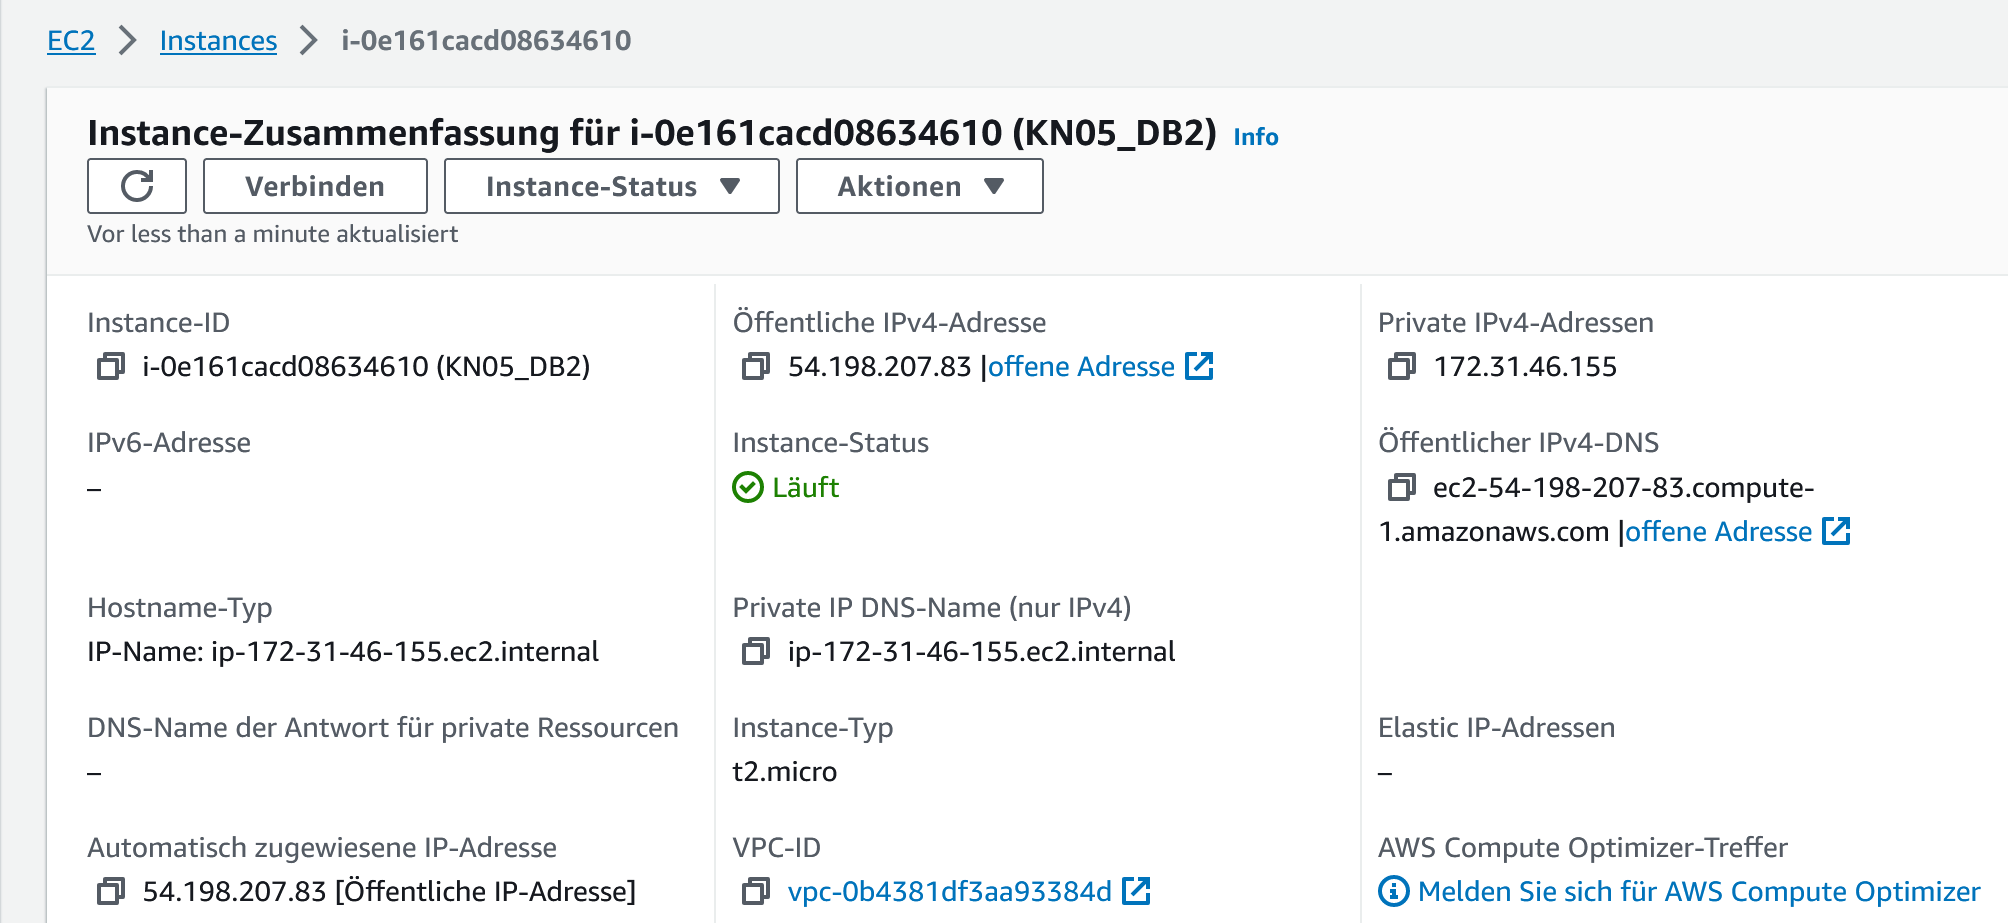 EC2 > Instances > i-0e161cacd08634610
Instance-Zusammenfassung für i-0e161cacd08634610 (KN05_DB2) Info
Verbinden Instance-Status ▼ Aktionen ▼
Vor less than a minute aktualisiert
Instance-ID
i-0e161cacd08634610 (KN05_DB2)
Öffentliche IPv4-Adresse
54.198.207.83 |offene Adresse
Private IPv4-Adressen
172.31.46.155
IPv6-Adresse
–
Instance-Status
Läuft
Öffentlicher IPv4-DNS
ec2-54-198-207-83.compute-
1.amazonaws.com |offene Adresse
Hostname-Typ
IP-Name: ip-172-31-46-155.ec2.internal
Private IP DNS-Name (nur IPv4)
ip-172-31-46-155.ec2.internal
DNS-Name der Antwort für private Ressourcen
–
Instance-Typ
t2.micro
Elastic IP-Adressen
–
Automatisch zugewiesene IP-Adresse
54.198.207.83 [Öffentliche IP-Adresse]
VPC-ID
vpc-0b4381df3aa93384d
AWS Compute Optimizer-Treffer
Melden Sie sich für AWS Compute Optimizer